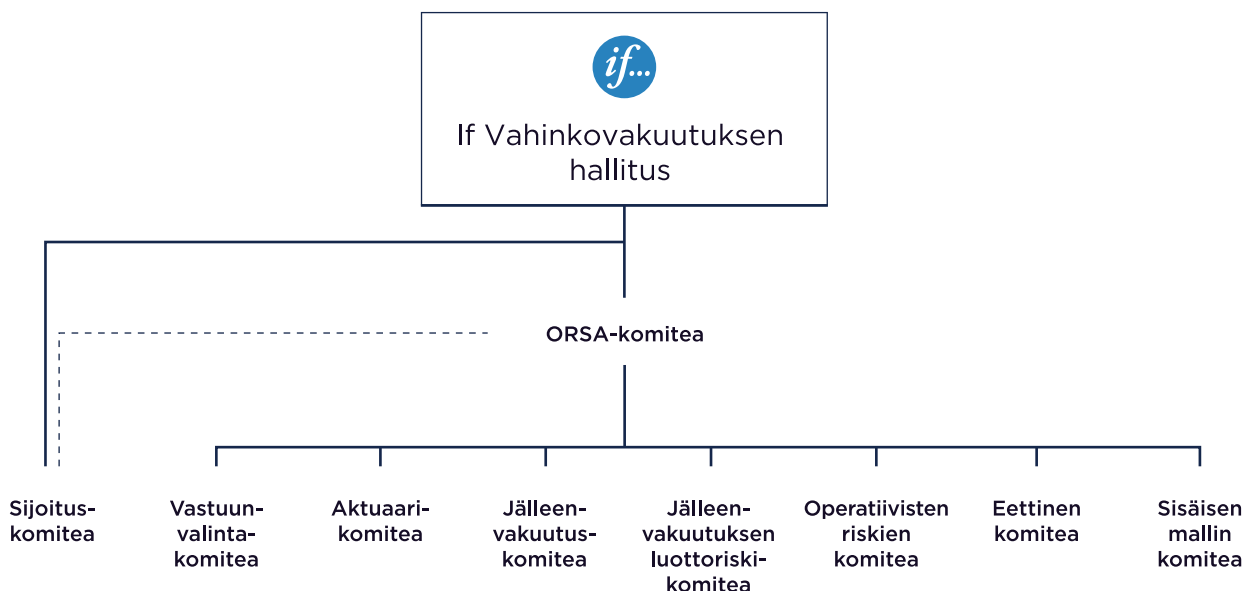 if...
If Vahinkovakuutuksen
hallitus
ORSA-komitea
Sijoitus-
komitea
Vastuun-
valinta-
komitea
Aktuaari-
komitea
Jälleen-
vakuutus-
komitea
Jälleen-
vakuutuksen
luottoriski-
komitea
Operatiivisten
riskien
komitea
Eettinen
komitea
Sisäisen
mallin
komitea